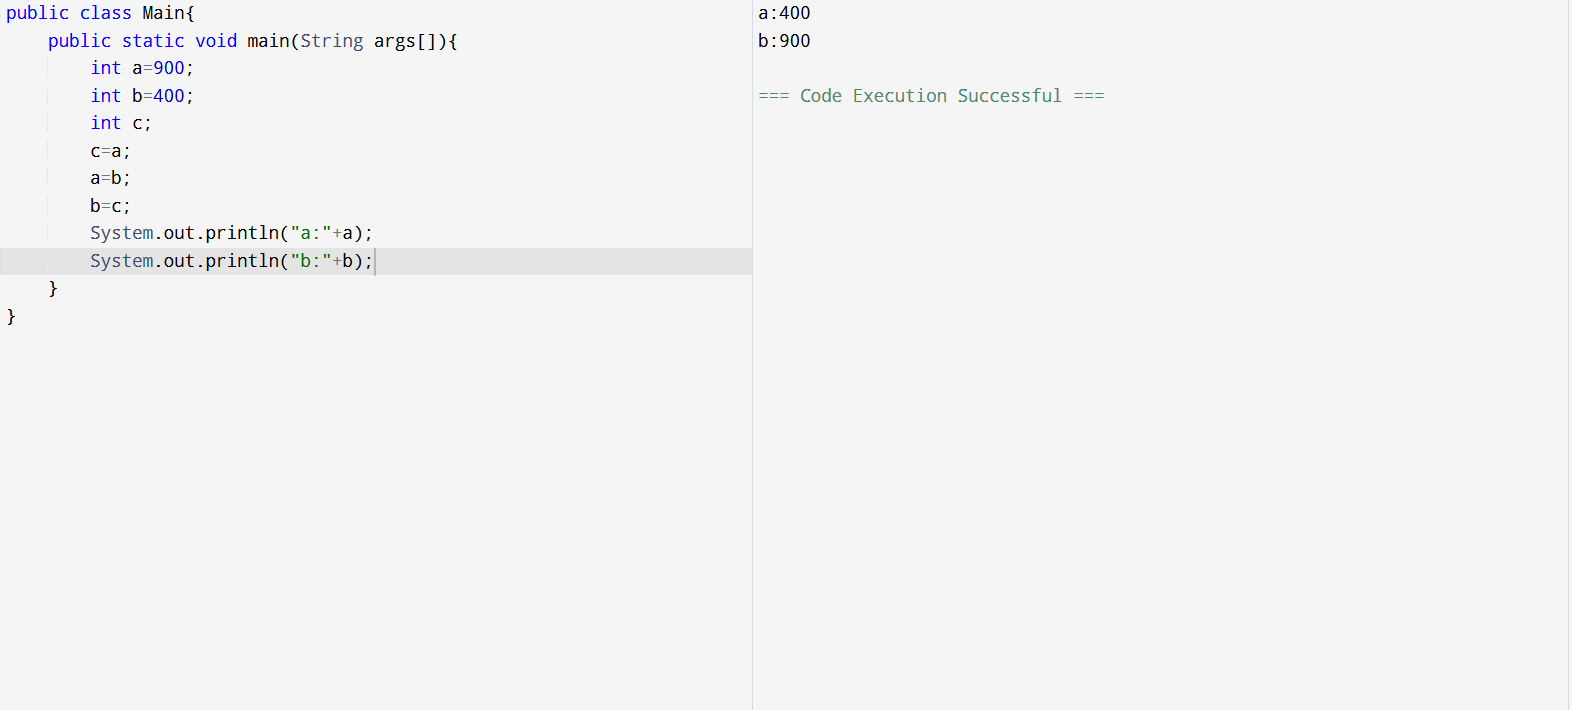 public class Main{
    public static void main(String args[]){
        int a=900;
        int b=400;
        int c;
        c=a;
        a=b;
        b=c;
        System.out.println("a:"+a);
        System.out.println("b:"+b);
    }
}
a:400
b:900
=== Code Execution Successful ===